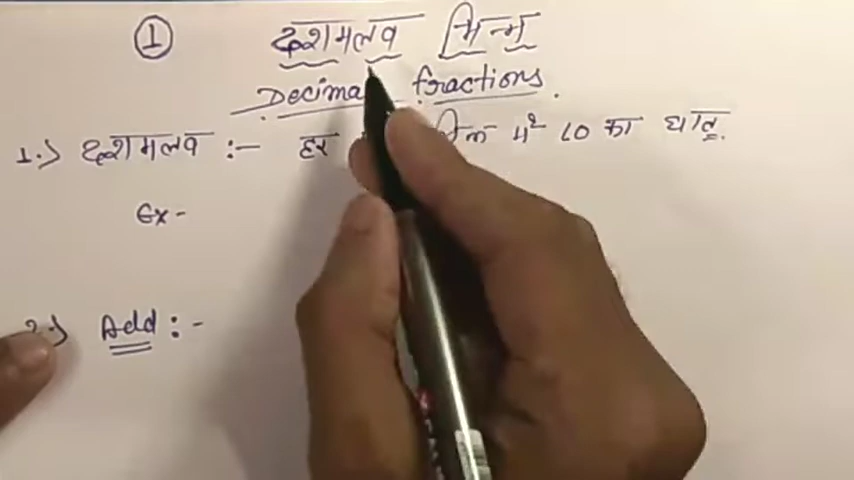 ① दशमलव भिन्न
Decimal fractions.
1.> दशमलव :- हर में 10 का घात.
Ex-
2.> Add :-